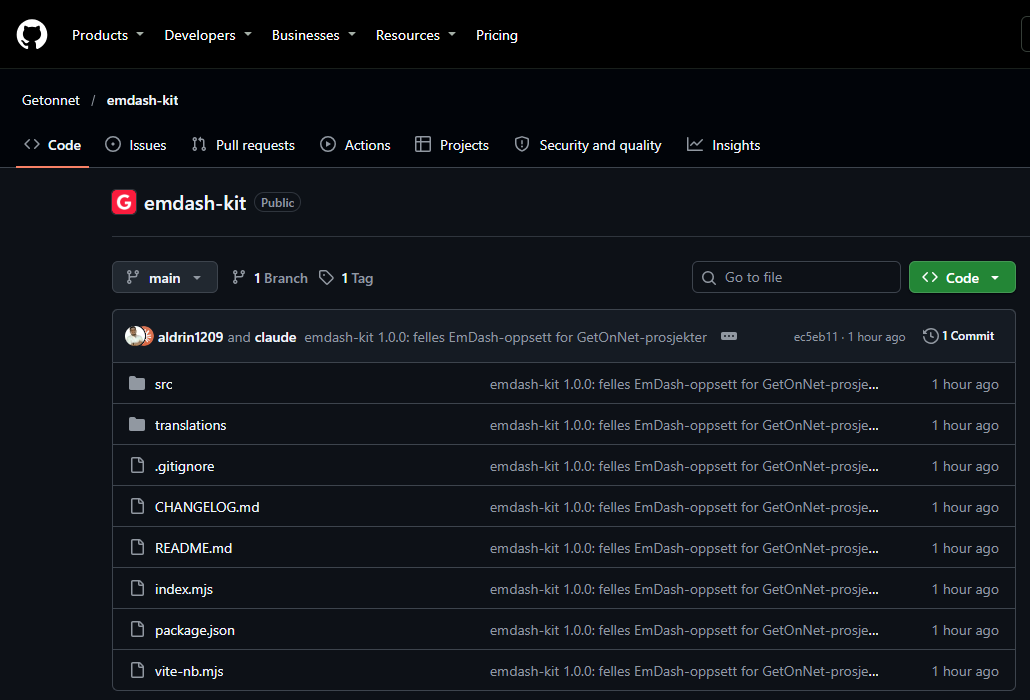 Products Developers Businesses Resources Pricing
Getonnet / emdash-kit
Code Issues Pull requests Actions Projects Security and quality Insights
G emdash-kit Public
main 1 Branch 1 Tag Go to file Code
aldrin1209 and claude emdash-kit 1.0.0: felles EmDash-oppsett for GetOnNet-prosjekter ec5eb11 · 1 hour ago 1 Commit
src emdash-kit 1.0.0: felles EmDash-oppsett for GetOnNet-prosje... 1 hour ago
translations emdash-kit 1.0.0: felles EmDash-oppsett for GetOnNet-prosje... 1 hour ago
.gitignore emdash-kit 1.0.0: felles EmDash-oppsett for GetOnNet-prosje... 1 hour ago
CHANGELOG.md emdash-kit 1.0.0: felles EmDash-oppsett for GetOnNet-prosje... 1 hour ago
README.md emdash-kit 1.0.0: felles EmDash-oppsett for GetOnNet-prosje... 1 hour ago
index.mjs emdash-kit 1.0.0: felles EmDash-oppsett for GetOnNet-prosje... 1 hour ago
package.json emdash-kit 1.0.0: felles EmDash-oppsett for GetOnNet-prosje... 1 hour ago
vite-nb.mjs emdash-kit 1.0.0: felles EmDash-oppsett for GetOnNet-prosje... 1 hour ago